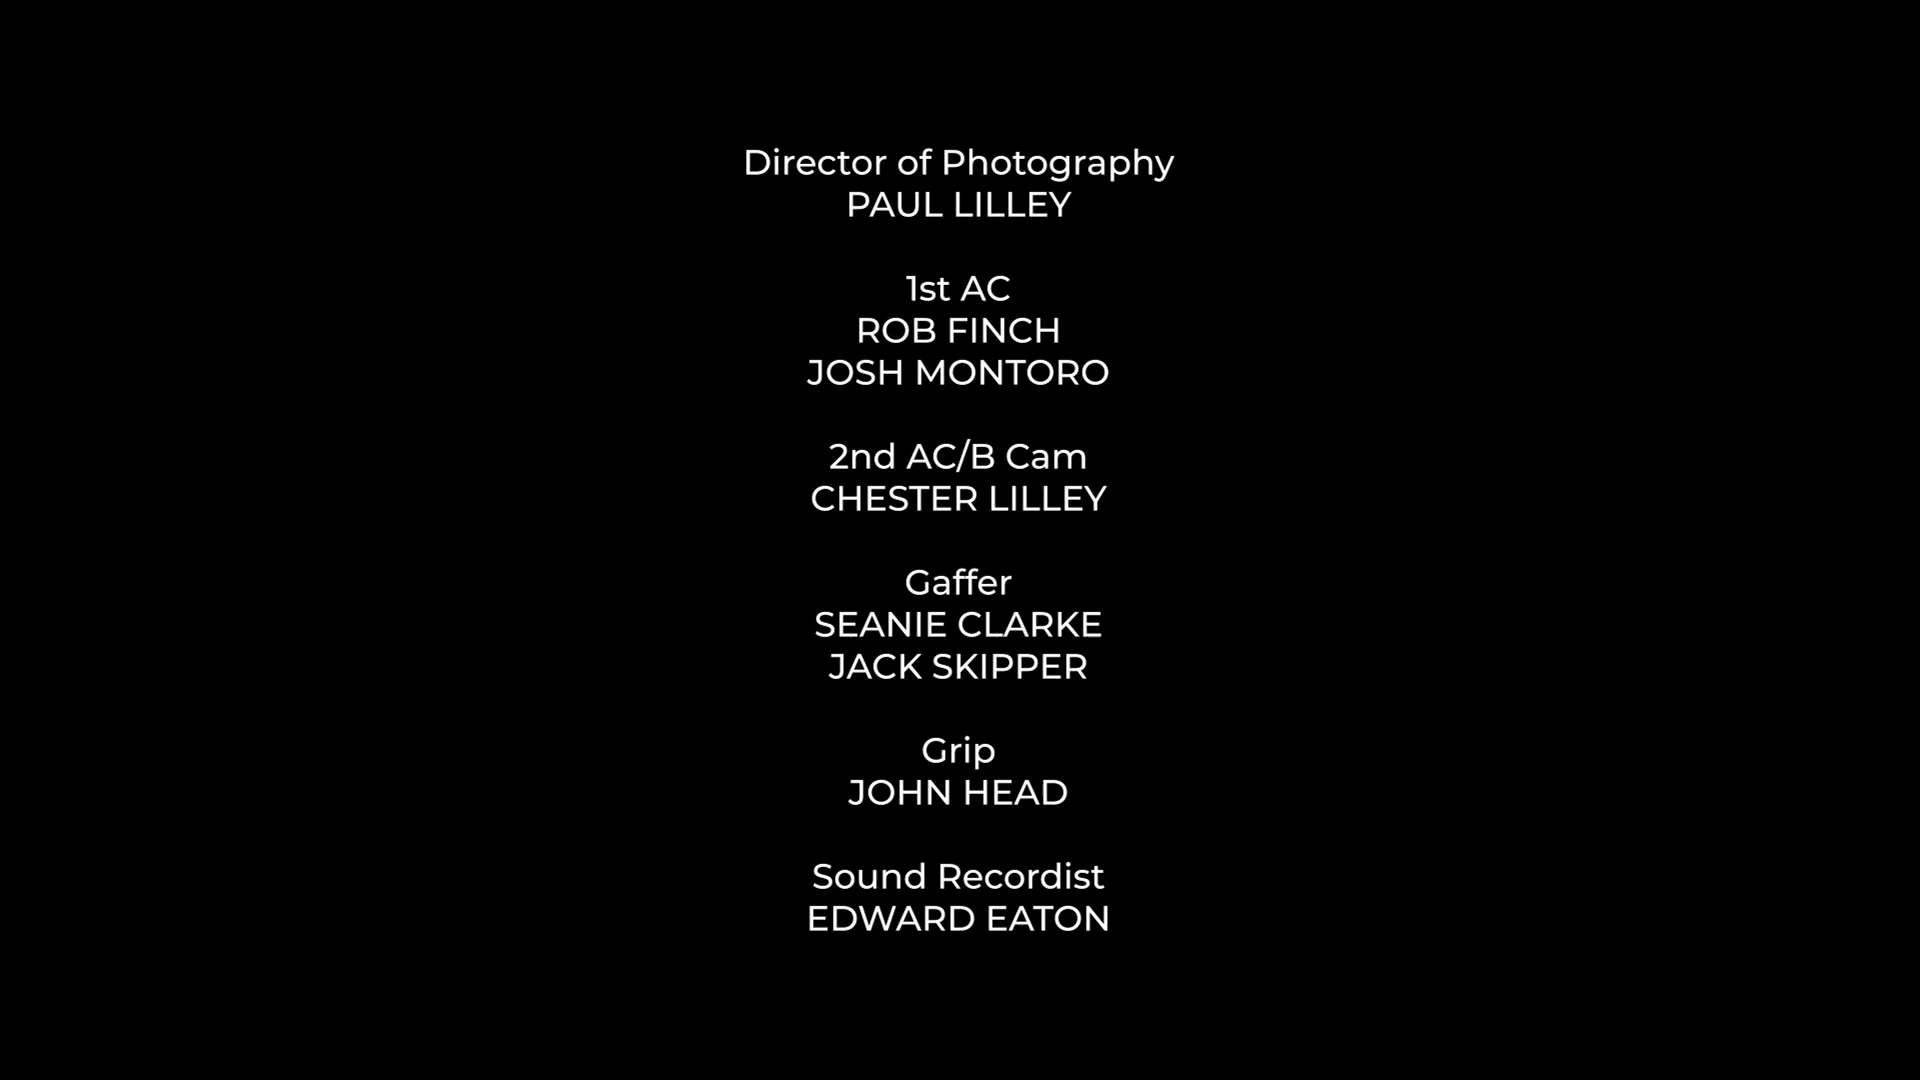 Director of Photography
PAUL LILLEY
1st AC
ROB FINCH
JOSH MONTORO
2nd AC/B Cam
CHESTER LILLEY
Gaffer
SEANIE CLARKE
JACK SKIPPER
Grip
JOHN HEAD
Sound Recordist
EDWARD EATON